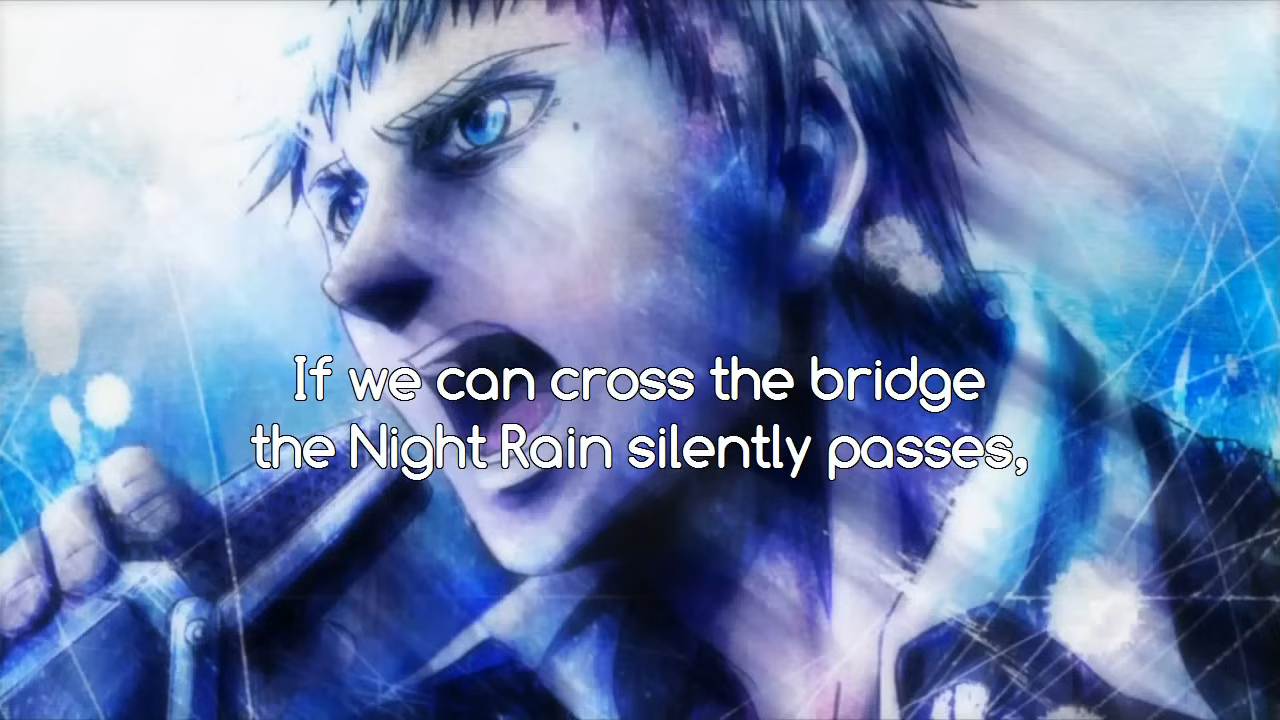 If we can cross the bridge
the Night Rain silently passes,